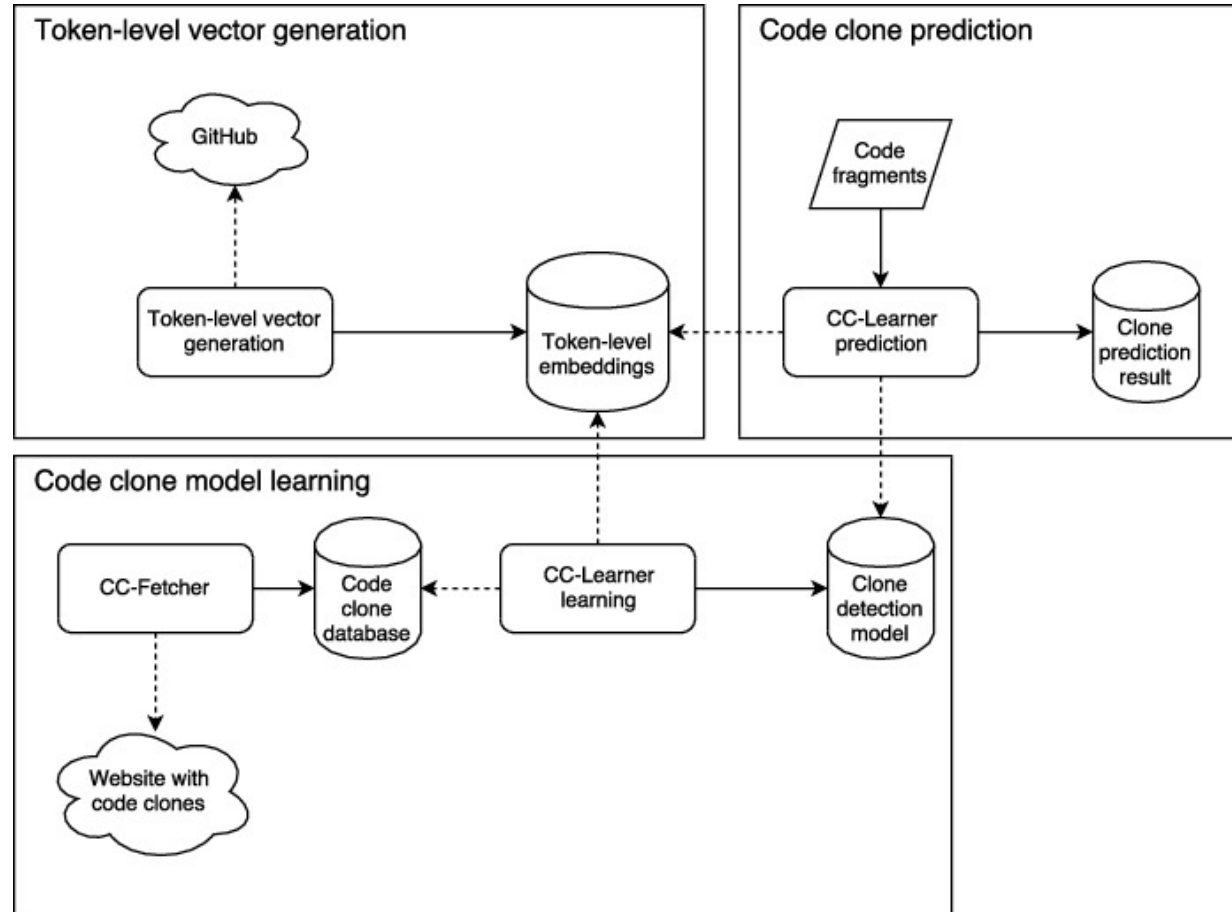 Token-level vector generation
GitHub
Token-level vector
generation
Token-level
embeddings
Code clone prediction
Code
fragments
CC-Learner
prediction
Clone
prediction
result
Code clone model learning
CC-Fetcher
Code
clone
database
CC-Learner
learning
Clone
detection
model
Website with
code clones